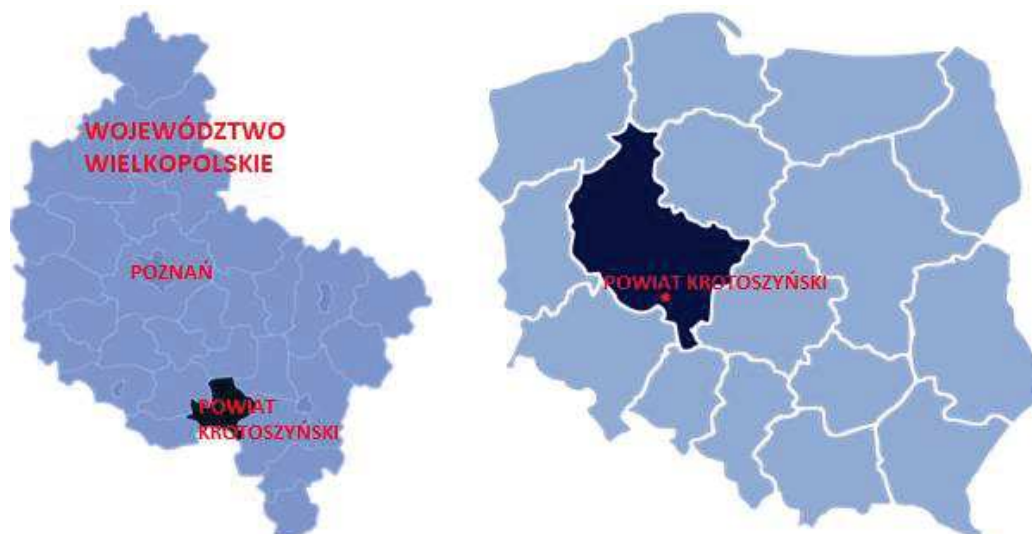 WOJEWÓDZTWO
WIELKOPOLSKIE
POZNAŃ
POWIAT
KROTOSZYŃSKI
POWIAT KROTOSZYŃSKI